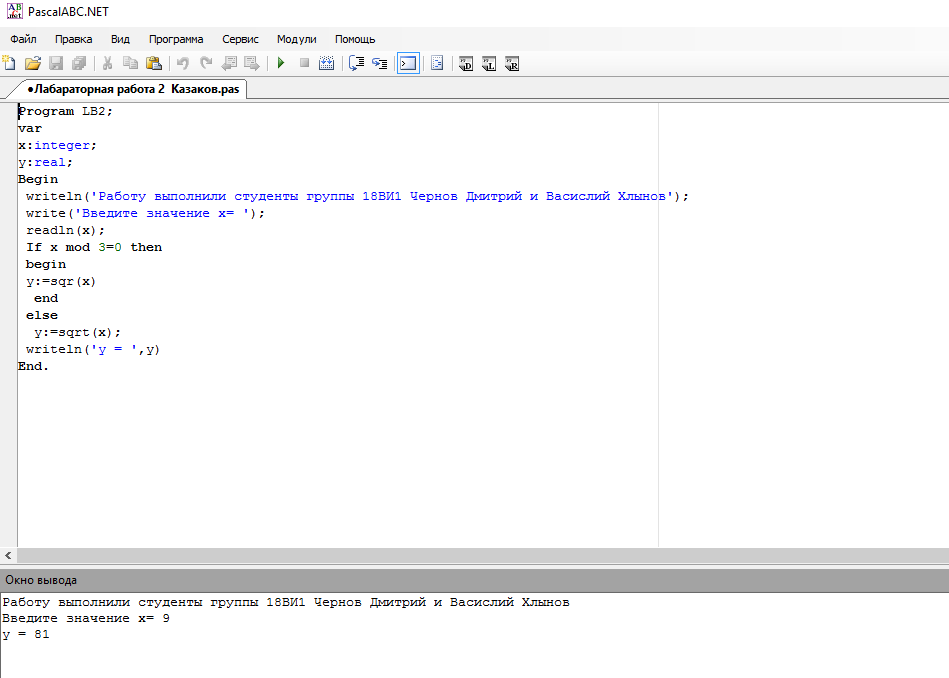 PascalABC.NET
Файл Правка Вид Программа Сервис Модули Помощь
•Лабараторная работа 2 Казаков.pas
Program LB2;
var
x:integer;
y:real;
Begin
writeln('Работу выполнили студенты группы 18ВИ1 Чернов Дмитрий и Васислий Хлынов');
write('Введите значение x= ');
readln(x);
If x mod 3=0 then
begin
y:=sqr(x)
end
else
y:=sqrt(x);
writeln('y = ',y)
End.
Окно вывода
Работу выполнили студенты группы 18ВИ1 Чернов Дмитрий и Васислий Хлынов
Введите значение x= 9
y = 81